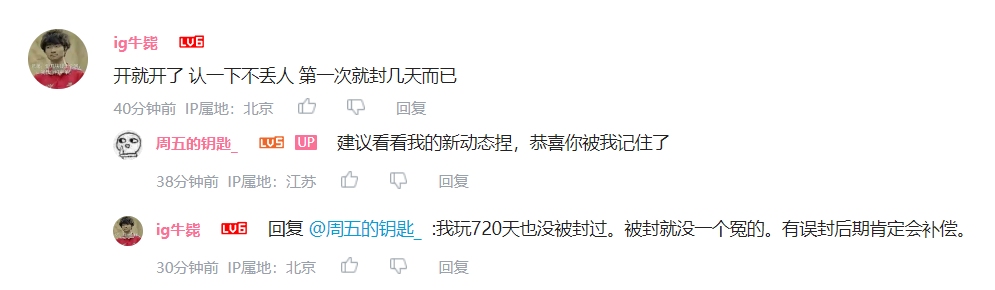 ig牛毙 LV6
开就开了 认一下不丢人 第一次就封几天而已
40分钟前 IP属地：北京 回复
周五的钥匙_ LV5 UP 建议看看我的新动态捏，恭喜你被我记住了
38分钟前 IP属地：江苏 回复
ig牛毙 LV6 回复 @周五的钥匙_ :我玩720天也没被封过。被封就没一个冤的。有误封后期肯定会补偿。
30分钟前 IP属地：北京 回复